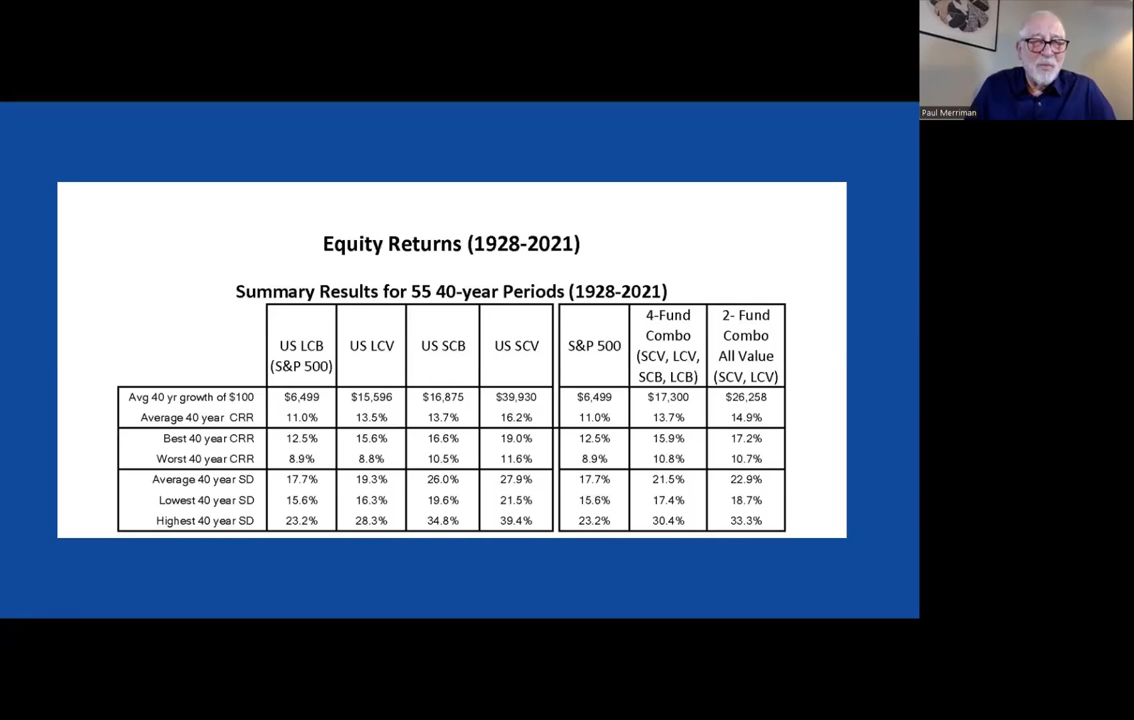 Paul Merriman
Equity Returns (1928-2021)
Summary Results for 55 40-year Periods (1928-2021)
US LCB (S&P 500) US LCV US SCB US SCV S&P 500 4-Fund Combo (SCV, LCV, SCB, LCB) 2- Fund Combo All Value (SCV, LCV)
Avg 40 yr growth of $100 $6,499 $15,596 $16,875 $39,930 $6,499 $17,300 $26,258
Average 40 year CRR 11.0% 13.5% 13.7% 16.2% 11.0% 13.7% 14.9%
Best 40 year CRR 12.5% 15.6% 16.6% 19.0% 12.5% 15.9% 17.2%
Worst 40 year CRR 8.9% 8.8% 10.5% 11.6% 8.9% 10.8% 10.7%
Average 40 year SD 17.7% 19.3% 26.0% 27.9% 17.7% 21.5% 22.9%
Lowest 40 year SD 15.6% 16.3% 19.6% 21.5% 15.6% 17.4% 18.7%
Highest 40 year SD 23.2% 28.3% 34.8% 39.4% 23.2% 30.4% 33.3%